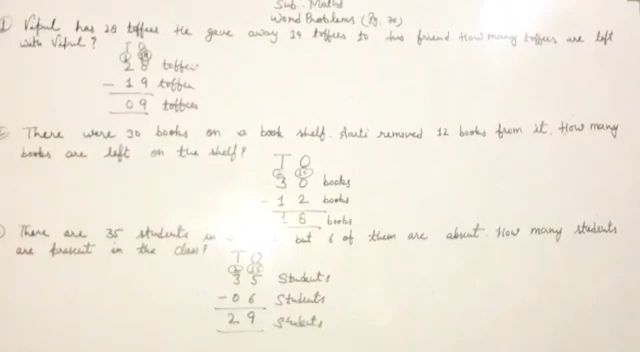 Sub. Maths
Word Problems (Pg. 70)
① Vipul has 28 toffees He gave away 19 toffees to his friend. How many toffees are left
with Vipul?
T O
2 8 toffees
- 1 9 toffees
0 9 toffees
There were 30 books on a book shelf. Aarti removed 12 books from it. How many
books are left on the shelf?
T O
3 0 books
- 1 2 books
1 8 books
There are 35 students in but 6 of them are absent. How many students
are present in the class?
T O
3 5 Students
- 0 6 Students
2 9 Students